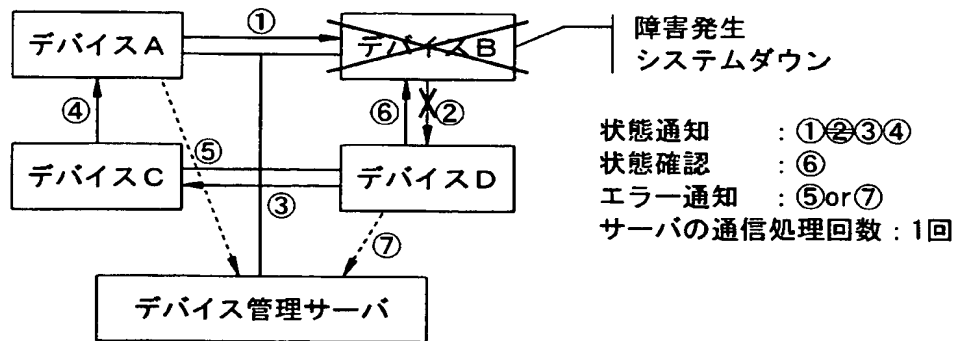 デバイスA
①
デバイスB
障害発生
システムダウン
④
⑤
⑥
②
デバイスC
デバイスD
③
⑦
デバイス管理サーバ
状態通知 :①②③④
状態確認 :⑥
エラー通知 :⑤or⑦
サーバの通信処理回数:1回